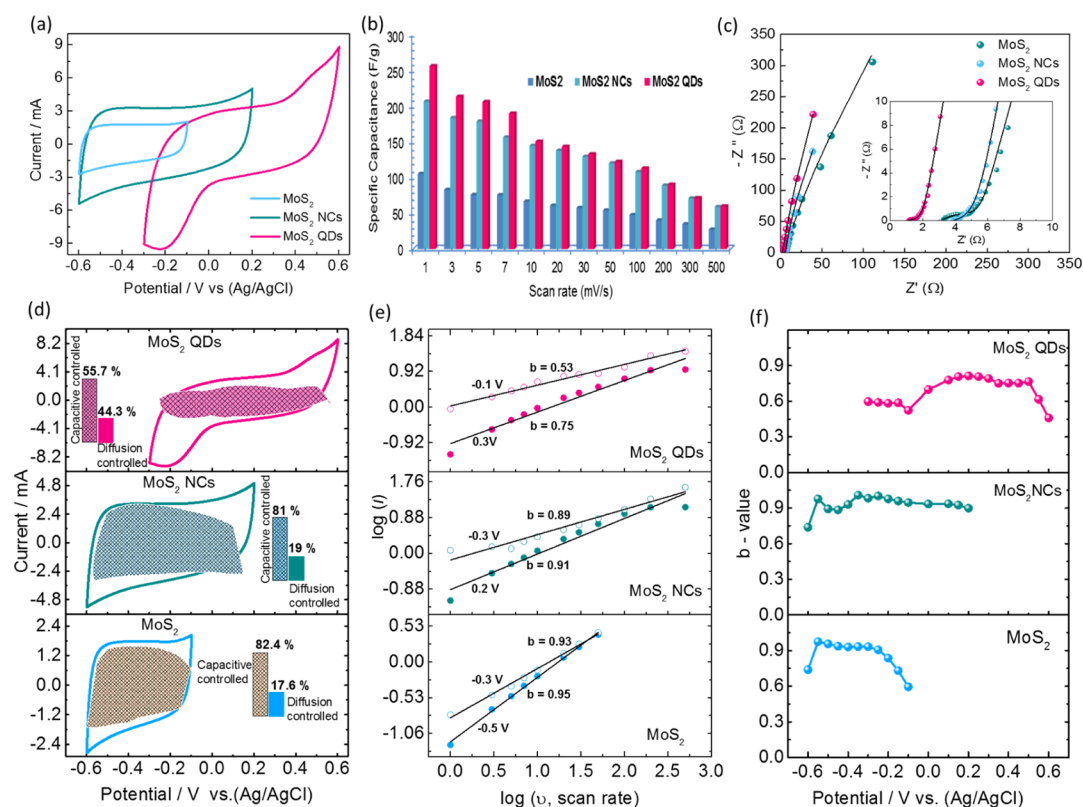 (a)
9
6
3
0
-3
-6
-9
Current / mA
MoS₂
MoS₂ NCs
MoS₂ QDs
-0.6 -0.4 -0.2 0.0 0.2 0.4 0.6
Potential / V vs (Ag/AgCl)
(b)
300
250
200
150
100
50
0
Specific Capacitance (F/g)
MoS2 MoS2 NCs MoS2 QDs
1 3 5 7 10 20 30 50 100 200 300 500
Scan rate (mV/s)
(c)
350
300
250
200
150
100
50
0
- Z '' (Ω)
MoS₂
MoS₂ NCs
MoS₂ QDs
10
8
6
4
2
0
- Z '' (Ω)
0 2 4 6 8 10
Z' (Ω)
0 50 100 150 200 250 300 350
Z' (Ω)
(d)
MoS₂ QDs
8.2
4.1
0.0
-4.1
-8.2
Capacitive controlled
55.7 %
44.3 %
Diffusion
controlled
MoS₂ NCs
4.8
2.4
0.0
-2.4
-4.8
Capacitive controlled
81 %
19 %
Diffusion
controlled
MoS₂
2.4
1.2
0.0
-1.2
-2.4
82.4 %
Capacitive
controlled
17.6 %
Diffusion
controlled
Current / mA
-0.6 -0.4 -0.2 0.0 0.2 0.4 0.6
Potential / V vs.(Ag/AgCl)
(e)
1.84
0.92
0.00
-0.92
b = 0.53
-0.1 V
b = 0.75
0.3V
MoS₂ QDs
1.76
0.88
0.00
-0.88
b = 0.89
-0.3 V
b = 0.91
0.2 V
MoS₂ NCs
0.53
0.00
-0.53
-1.06
b = 0.93
-0.3 V
b = 0.95
-0.5 V
MoS₂
log (i)
0.0 0.5 1.0 1.5 2.0 2.5 3.0
log (υ, scan rate)
(f)
MoS₂ QDs
0.9
0.6
0.3
0.0
MoS₂NCs
0.9
0.6
0.3
0.0
MoS₂
0.9
0.6
0.3
0.0
b - value
-0.6 -0.4 -0.2 0.0 0.2 0.4 0.6
Potential / V vs.(Ag/AgCl)